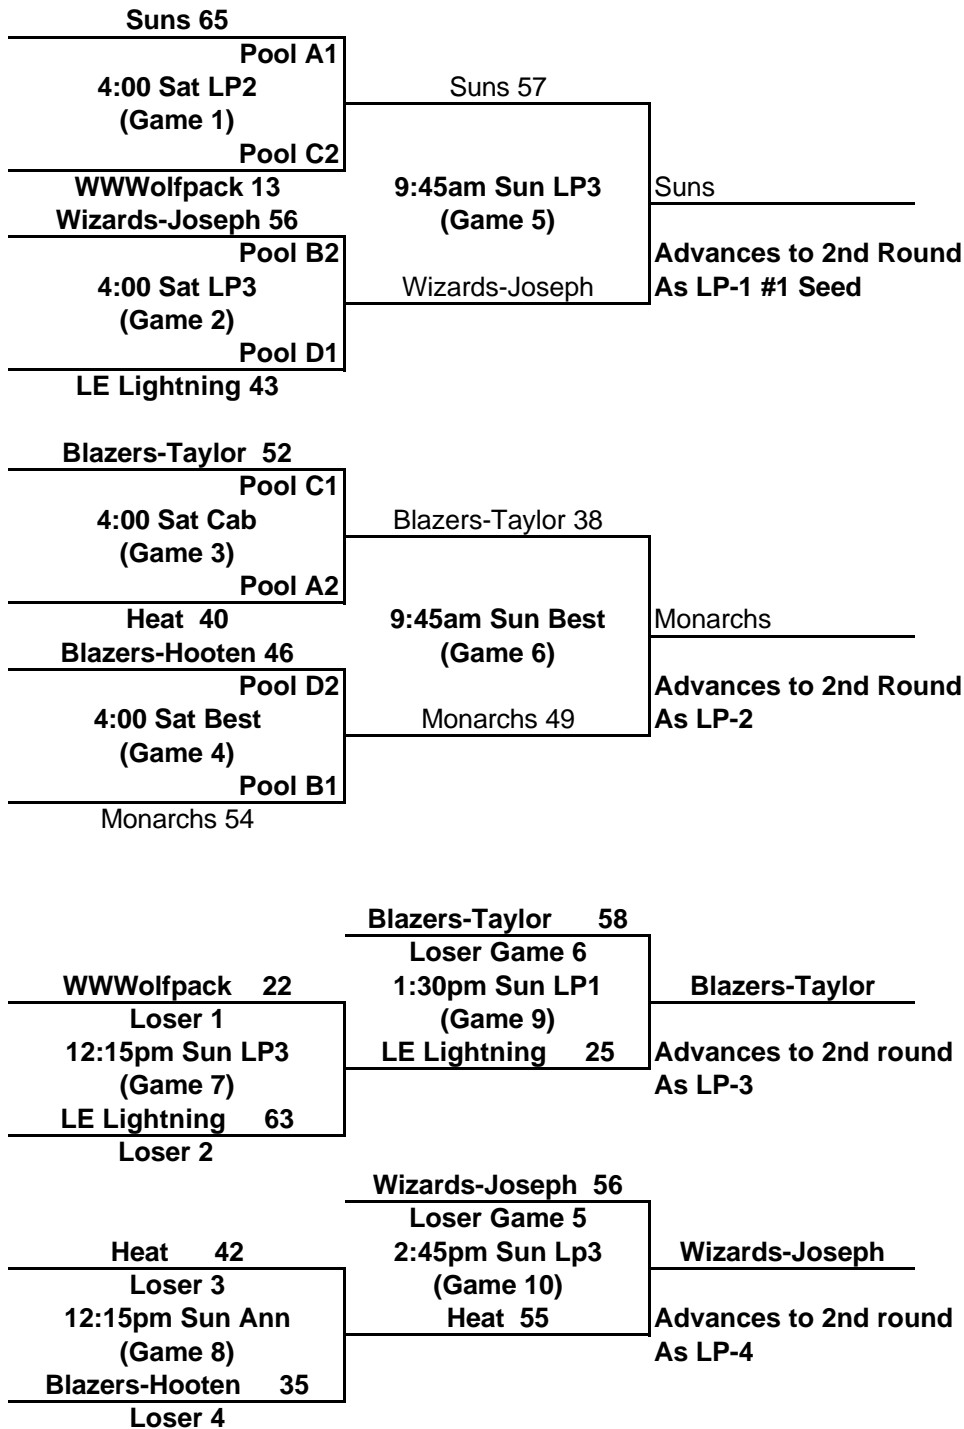 Suns 65
Pool A1
4:00 Sat LP2
Suns 57
(Game 1)
Pool C2
WWWolfpack 13
9:45am Sun LP3
Suns
Wizards-Joseph 56
(Game 5)
Pool B2
Advances to 2nd Round
4:00 Sat LP3
Wizards-Joseph
As LP-1 #1 Seed
(Game 2)
Pool D1
LE Lightning 43
Blazers-Taylor 52
Pool C1
4:00 Sat Cab
Blazers-Taylor 38
(Game 3)
Pool A2
Heat 40
9:45am Sun Best
Monarchs
Blazers-Hooten 46
(Game 6)
Pool D2
Advances to 2nd Round
4:00 Sat Best
Monarchs 49
As LP-2
(Game 4)
Pool B1
Monarchs 54
Blazers-Taylor 58
Loser Game 6
WWWolfpack 22
1:30pm Sun LP1
Blazers-Taylor
Loser 1
(Game 9)
12:15pm Sun LP3
LE Lightning 25
Advances to 2nd round
(Game 7)
As LP-3
LE Lightning 63
Loser 2
Wizards-Joseph 56
Loser Game 5
Heat 42
2:45pm Sun Lp3
Wizards-Joseph
Loser 3
(Game 10)
12:15pm Sun Ann
Heat 55
Advances to 2nd round
(Game 8)
As LP-4
Blazers-Hooten 35
Loser 4